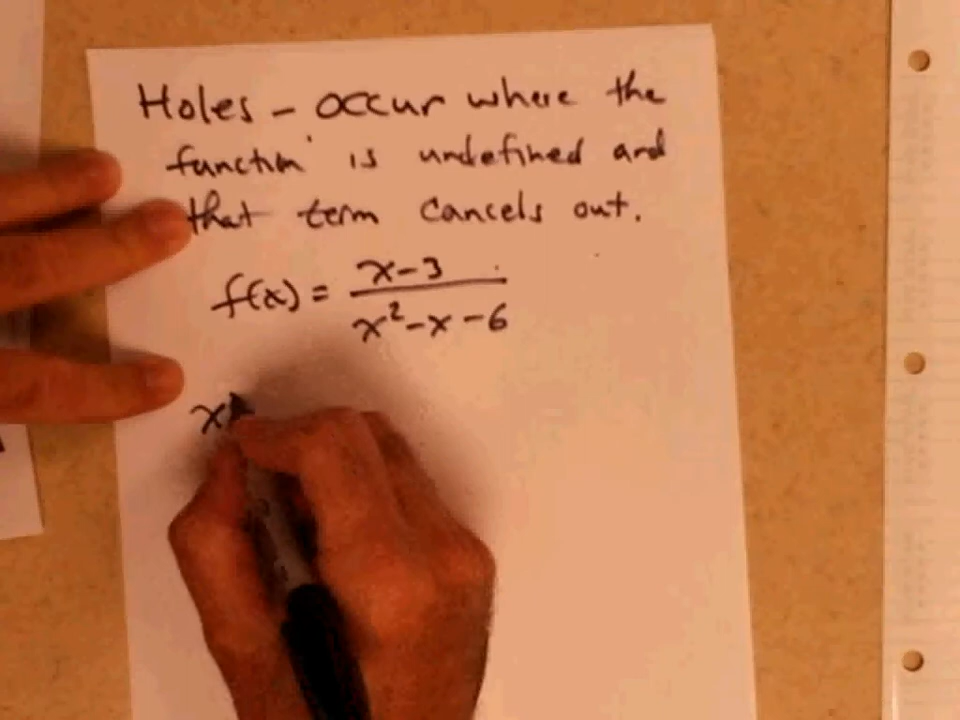 Holes - occur where the
function is undefined and
that term cancels out.
f(x) = x-3 / x²-x-6
x